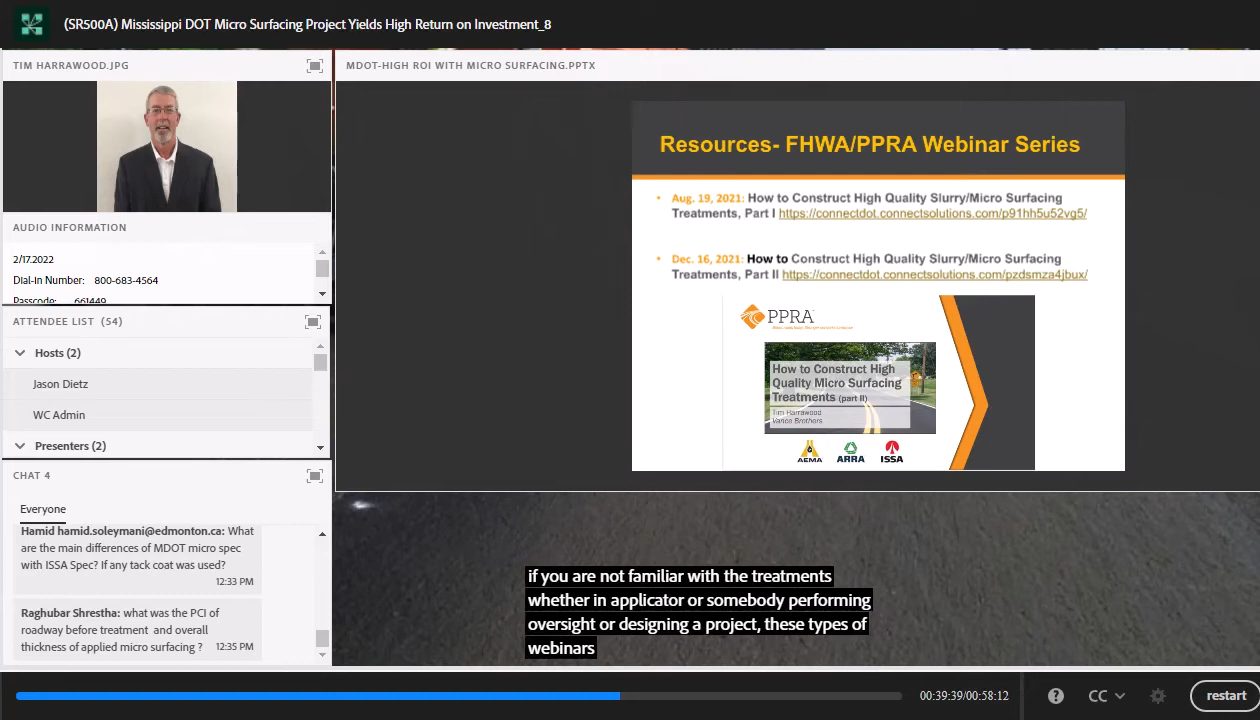 (SR500A) Mississippi DOT Micro Surfacing Project Yields High Return on Investment_8
TIM HARRAWOOD.JPG
AUDIO INFORMATION
2/17.2022
Dial-In Number: 800-683-4564
Passcode: 661449
ATTENDEE LIST (54)
Hosts (2)
Jason Dietz
WC Admin
Presenters (2)
CHAT 4
Everyone
Hamid hamid.soleymani@edmonton.ca: What
are the main differences of MDOT micro spec
with ISSA Spec? If any tack coat was used?
12:33 PM
Raghubar Shrestha: what was the PCI of
roadway before treatment and overall
thickness of applied micro surfacing ? 12:35 PM
MDOT-HIGH ROI WITH MICRO SURFACING.PPTX
Resources- FHWA/PPRA Webinar Series
• Aug. 19, 2021: How to Construct High Quality Slurry/Micro Surfacing
Treatments, Part I https://connectdot.connectsolutions.com/p91hh5u52vg5/
• Dec. 16, 2021: How to Construct High Quality Slurry/Micro Surfacing
Treatments, Part II https://connectdot.connectsolutions.com/pzdsmza4jbux/
PPRA
How to Construct High
Quality Micro Surfacing
Treatments (part II)
Tim Harrawood
Vance Brothers
AEMA ARRA ISSA
if you are not familiar with the treatments
whether in applicator or somebody performing
oversight or designing a project, these types of
webinars
00:39:39/00:58:12
? CC restart